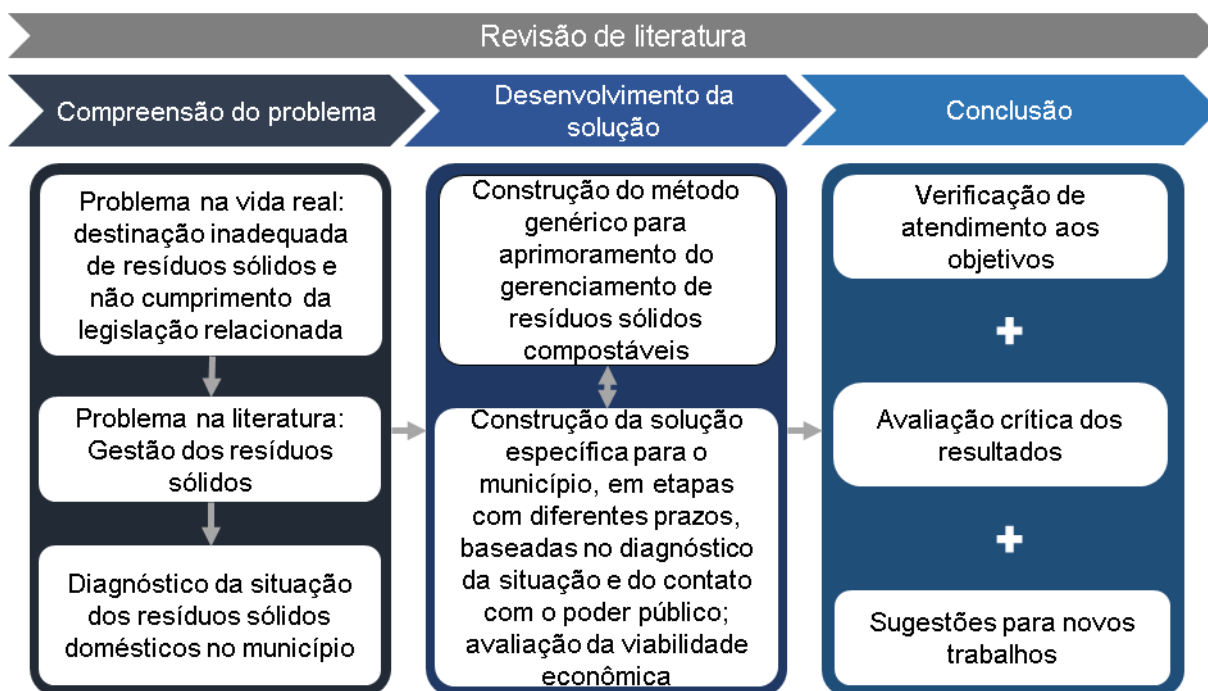 Revisão de literatura
Compreensão do problema
Desenvolvimento da
solução
Conclusão
Problema na vida real:
destinação inadequada
de resíduos sólidos e
não cumprimento da
legislação relacionada
Problema na literatura:
Gestão dos resíduos
sólidos
Diagnóstico da situação
dos resíduos sólidos
domésticos no município
Construção do método
genérico para
aprimoramento do
gerenciamento de
resíduos sólidos
compostáveis
Construção da solução
específica para o
município, em etapas
com diferentes prazos,
baseadas no diagnóstico
da situação e do contato
com o poder público;
avaliação da viabilidade
econômica
Verificação de
atendimento aos
objetivos
+
Avaliação crítica dos
resultados
+
Sugestões para novos
trabalhos